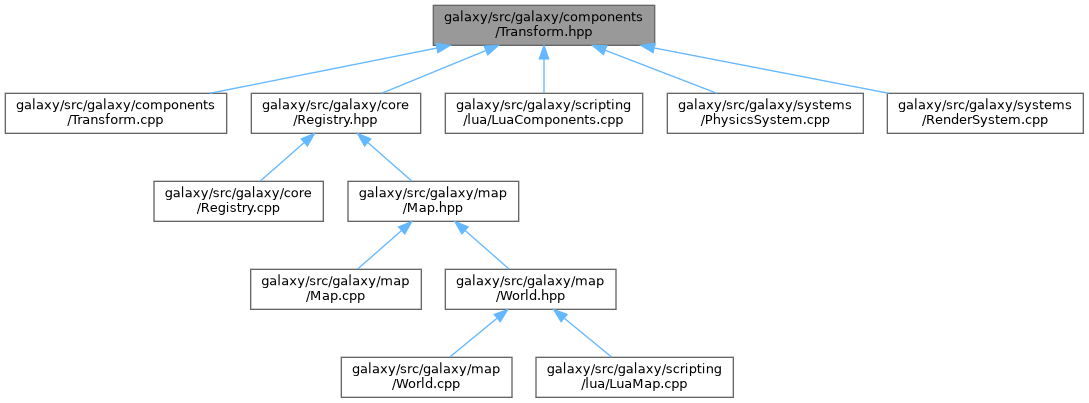 galaxy/src/galaxy/components
/Transform.hpp
galaxy/src/galaxy/components
/Transform.cpp
galaxy/src/galaxy/core
/Registry.hpp
galaxy/src/galaxy/scripting
/lua/LuaComponents.cpp
galaxy/src/galaxy/systems
/PhysicsSystem.cpp
galaxy/src/galaxy/systems
/RenderSystem.cpp
galaxy/src/galaxy/core
/Registry.cpp
galaxy/src/galaxy/map
/Map.hpp
galaxy/src/galaxy/map
/Map.cpp
galaxy/src/galaxy/map
/World.hpp
galaxy/src/galaxy/map
/World.cpp
galaxy/src/galaxy/scripting
/lua/LuaMap.cpp